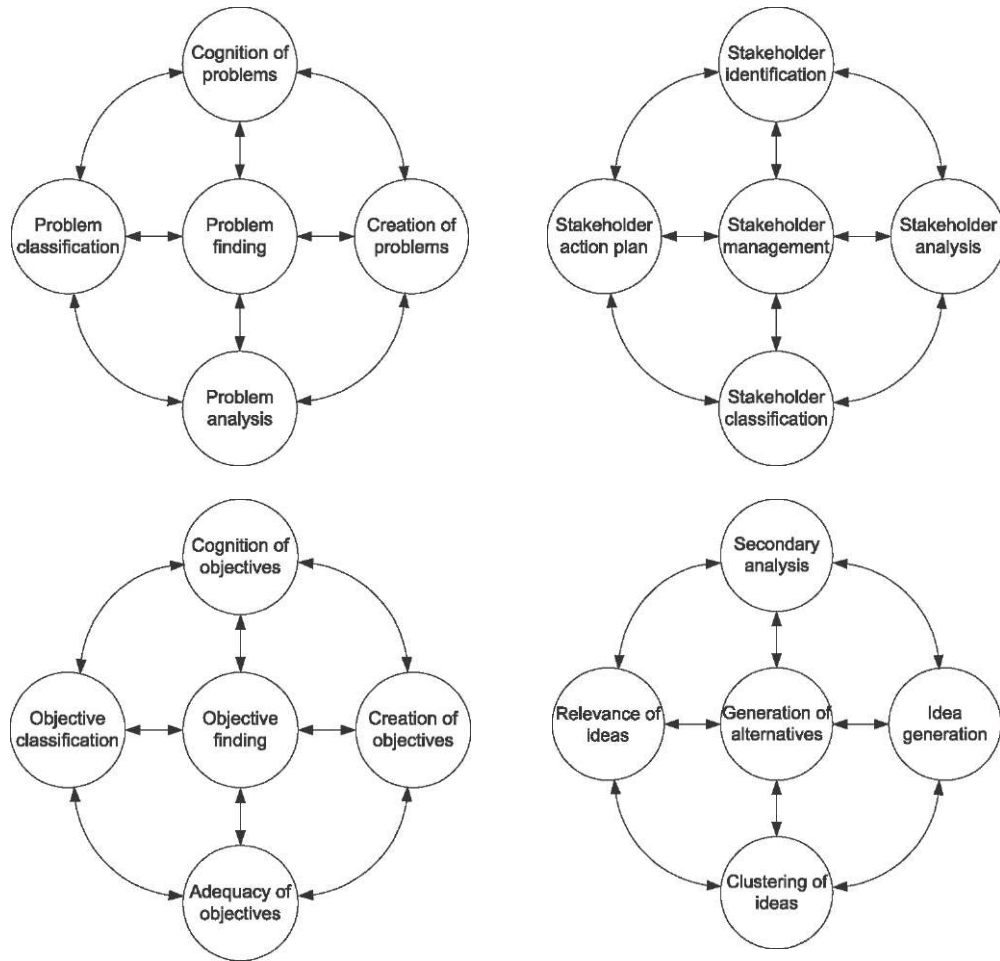 Cognition of
problems
Problem
classification
Problem
finding
Creation of
problems
Problem
analysis
Stakeholder
identification
Stakeholder
action plan
Stakeholder
management
Stakeholder
analysis
Stakeholder
classification
Cognition of
objectives
Objective
classification
Objective
finding
Creation of
objectives
Adequacy of
objectives
Secondary
analysis
Relevance of
ideas
Generation of
alternatives
Idea
generation
Clustering of
ideas